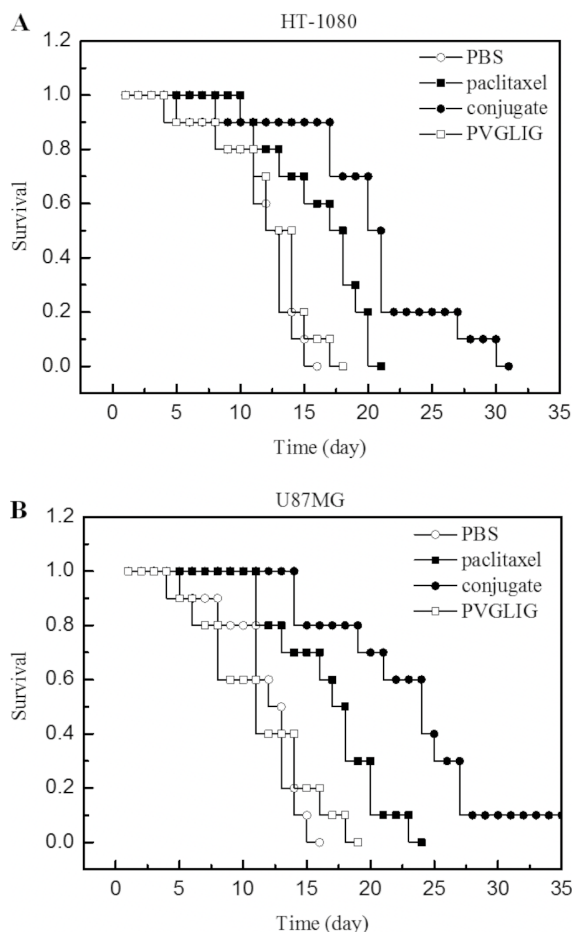 A
HT-1080
1.2
1.0
0.8
0.6
0.4
0.2
0.0
Survival
PBS
paclitaxel
conjugate
PVGLIG
0 5 10 15 20 25 30 35
Time (day)
B
U87MG
1.2
1.0
0.8
0.6
0.4
0.2
0.0
Survival
PBS
paclitaxel
conjugate
PVGLIG
0 5 10 15 20 25 30 35
Time (day)